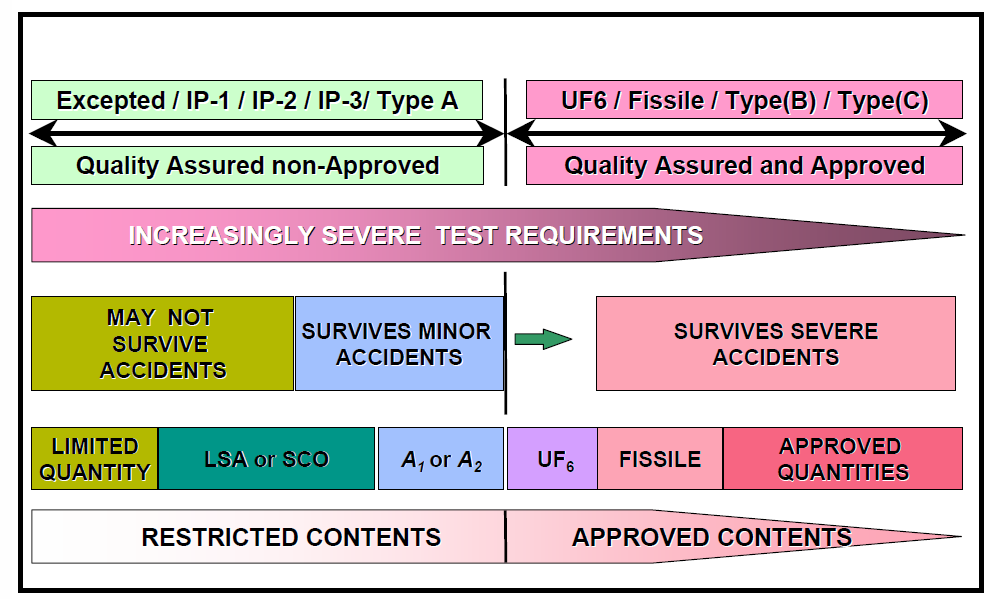 Excepted / IP-1 / IP-2 / IP-3/ Type A
UF6 / Fissile / Type(B) / Type(C)
Quality Assured non-Approved
Quality Assured and Approved
INCREASINGLY SEVERE TEST REQUIREMENTS
MAY NOT
SURVIVE
ACCIDENTS
SURVIVES MINOR
ACCIDENTS
SURVIVES SEVERE
ACCIDENTS
LIMITED
QUANTITY
LSA or SCO
A1 or A2
UF6
FISSILE
APPROVED
QUANTITIES
RESTRICTED CONTENTS
APPROVED CONTENTS